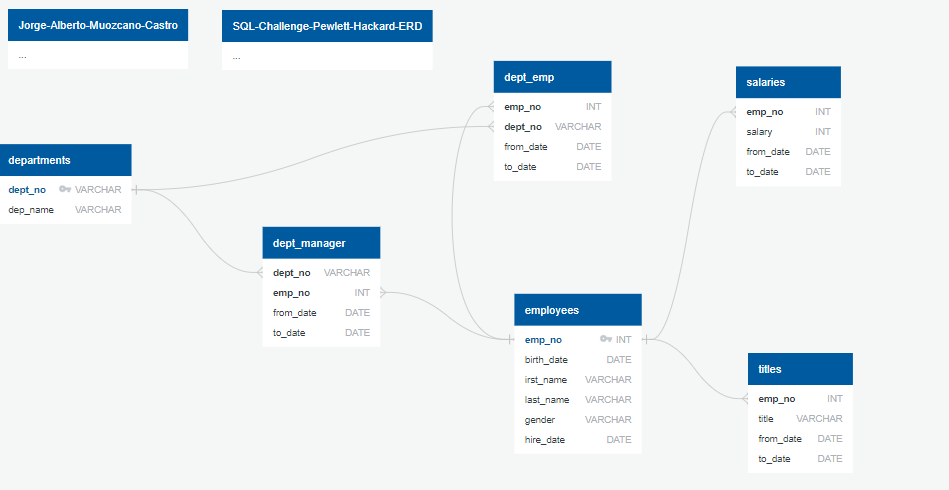 Jorge-Alberto-Muozcano-Castro
...
SQL-Challenge-Pewlett-Hackard-ERD
...
dept_emp
emp_no INT
dept_no VARCHAR
from_date DATE
to_date DATE
salaries
emp_no INT
salary INT
from_date DATE
to_date DATE
departments
dept_no VARCHAR
dep_name VARCHAR
dept_manager
dept_no VARCHAR
emp_no INT
from_date DATE
to_date DATE
employees
emp_no INT
birth_date DATE
irst_name VARCHAR
last_name VARCHAR
gender VARCHAR
hire_date DATE
titles
emp_no INT
title VARCHAR
from_date DATE
to_date DATE